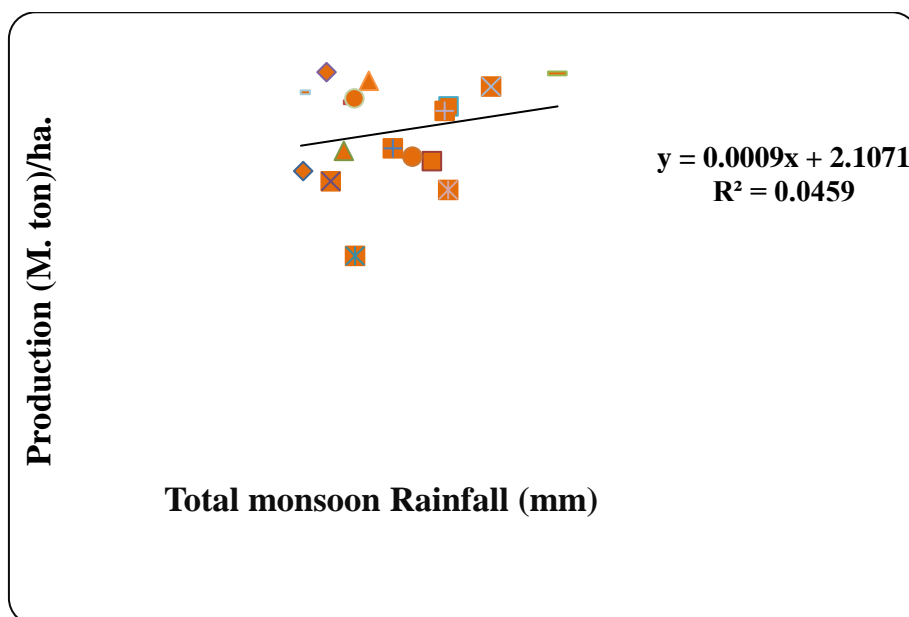 Production (M. ton)/ha.
y = 0.0009x + 2.1071
R² = 0.0459
Total monsoon Rainfall (mm)